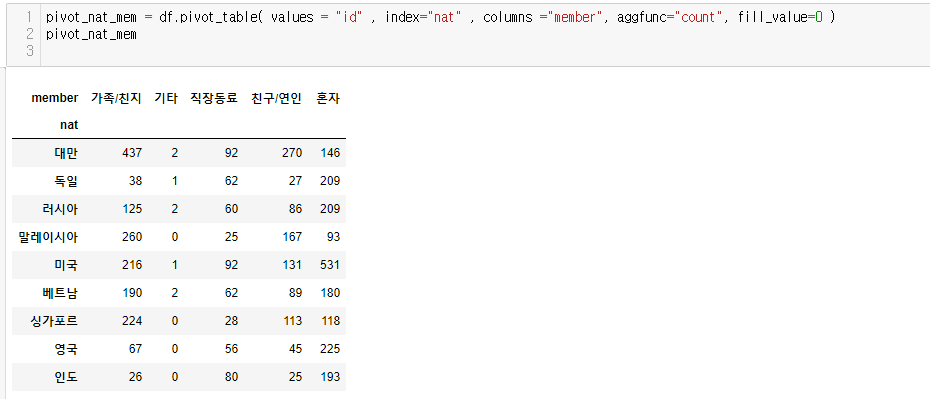 1 pivot_nat_mem = df.pivot_table( values = "id" , index="nat" , columns ="member", aggfunc="count", fill_value=0 )
2 pivot_nat_mem
3
member 가족/친지 기타 직장동료 친구/연인 혼자
nat
대만 437 2 92 270 146
독일 38 1 62 27 209
러시아 125 2 60 86 209
말레이시아 260 0 25 167 93
미국 216 1 92 131 531
베트남 190 2 62 89 180
싱가포르 224 0 28 113 118
영국 67 0 56 45 225
인도 26 0 80 25 193